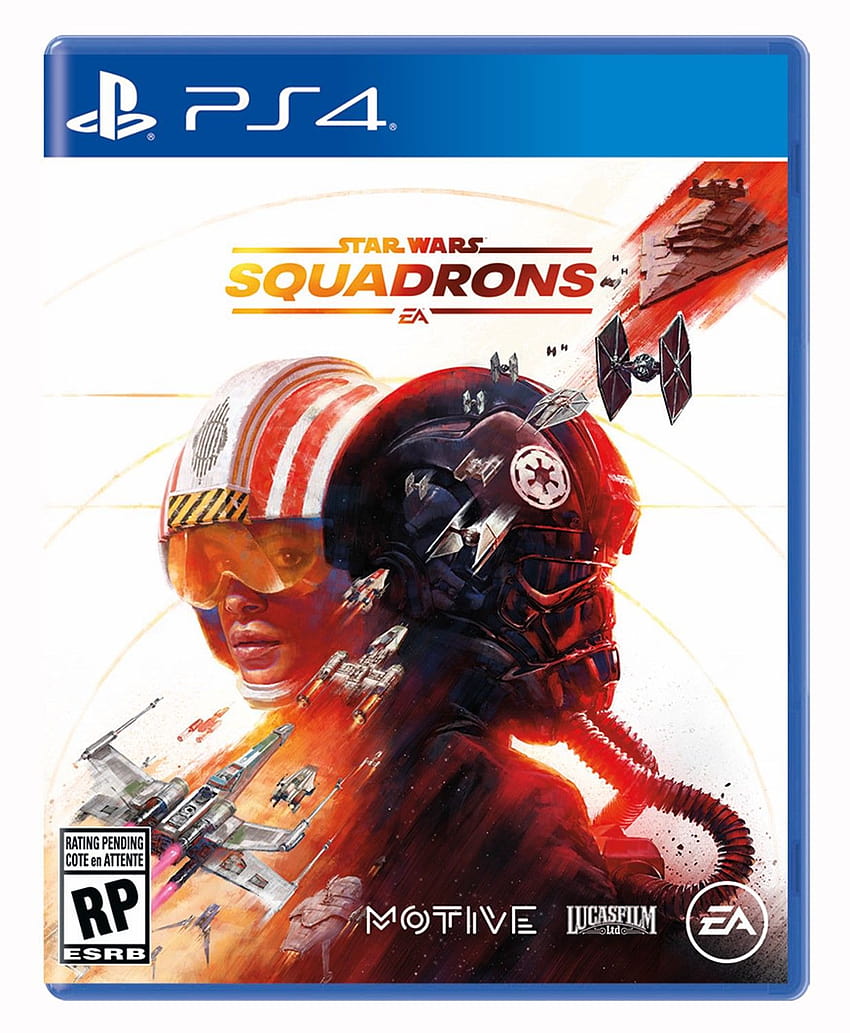 PS4
STAR WARS
SQUADRONS
EA
RATING PENDING
COTE en ATTENTE
RP
ESRB
MOTIVE
LUCASFILM
Ltd
EA